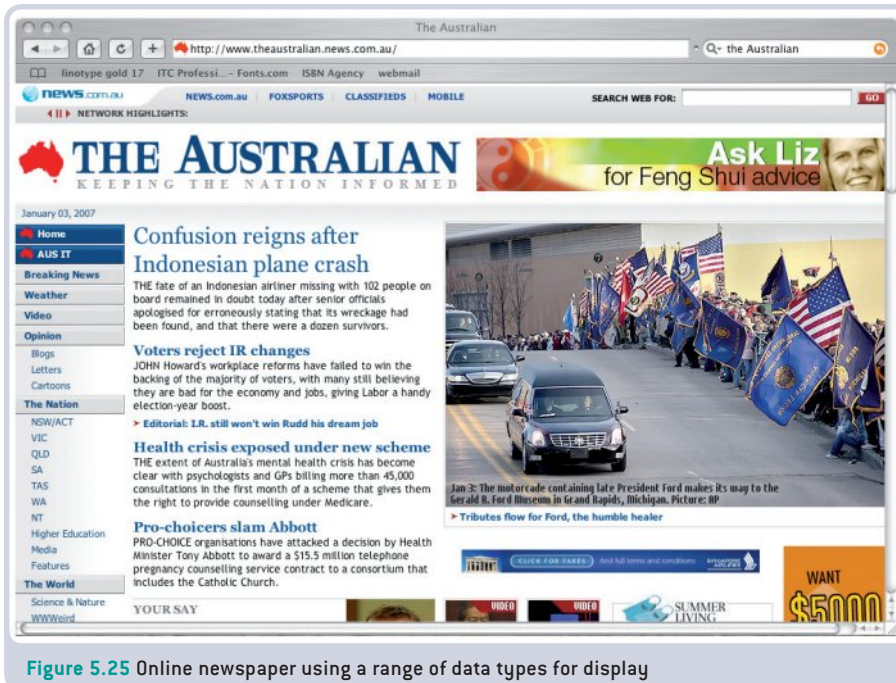 The Australian
http://www.theaustralian.news.com.au/
the Australian
linotype gold 17 ITC Professi...- Fonts.com ISBN Agency webmail
news.com.au
NEWS.com.au FOXSPORTS CLASSIFIEDS MOBILE
SEARCH WEB FOR: GO
NETWORK HIGHLIGHTS:
THE AUSTRALIAN
KEEPING THE NATION INFORMED
Ask Liz
for Feng Shui advice
January 03, 2007
Home
AUS IT
Breaking News
Weather
Video
Opinion
Blogs
Letters
Cartoons
The Nation
NSW/ACT
VIC
QLD
SA
TAS
WA
NT
Higher Education
Media
Features
The World
Science & Nature
WWWeird
Confusion reigns after
Indonesian plane crash
THE fate of an Indonesian airliner missing with 102 people on
board remained in doubt today after senior officials
apologised for erroneously stating that its wreckage had
been found, and that there were a dozen survivors.
Voters reject IR changes
JOHN Howard's workplace reforms have failed to win the
backing of the majority of voters, with many still believing
they are bad for the economy and jobs, giving Labor a handy
election-year boost.
Editorial: I.R. still won't win Rudd his dream job
Health crisis exposed under new scheme
THE extent of Australia's mental health crisis has become
clear with psychologists and GPs billing more than 45,000
consultations in the first month of a scheme that gives them
the right to provide counselling under Medicare.
Pro-choicers slam Abbott
PRO-CHOICE organisations have attacked a decision by Health
Minister Tony Abbott to award a $15.5 million telephone
pregnancy counselling service contract to a consortium that
includes the Catholic Church.
YOUR SAY
Jan 3: The motorcade containing late President Ford makes its way to the
Gerald R. Ford Museum in Grand Rapids, Michigan. Picture: AP
Tributes flow for Ford, the humble healer
CLICK FOR FARES And full terms and conditions SINGAPORE AIRLINES
VIDEO
VIDEO
SUMMER
LIVING
WANT
$5000
Figure 5.25 Online newspaper using a range of data types for display